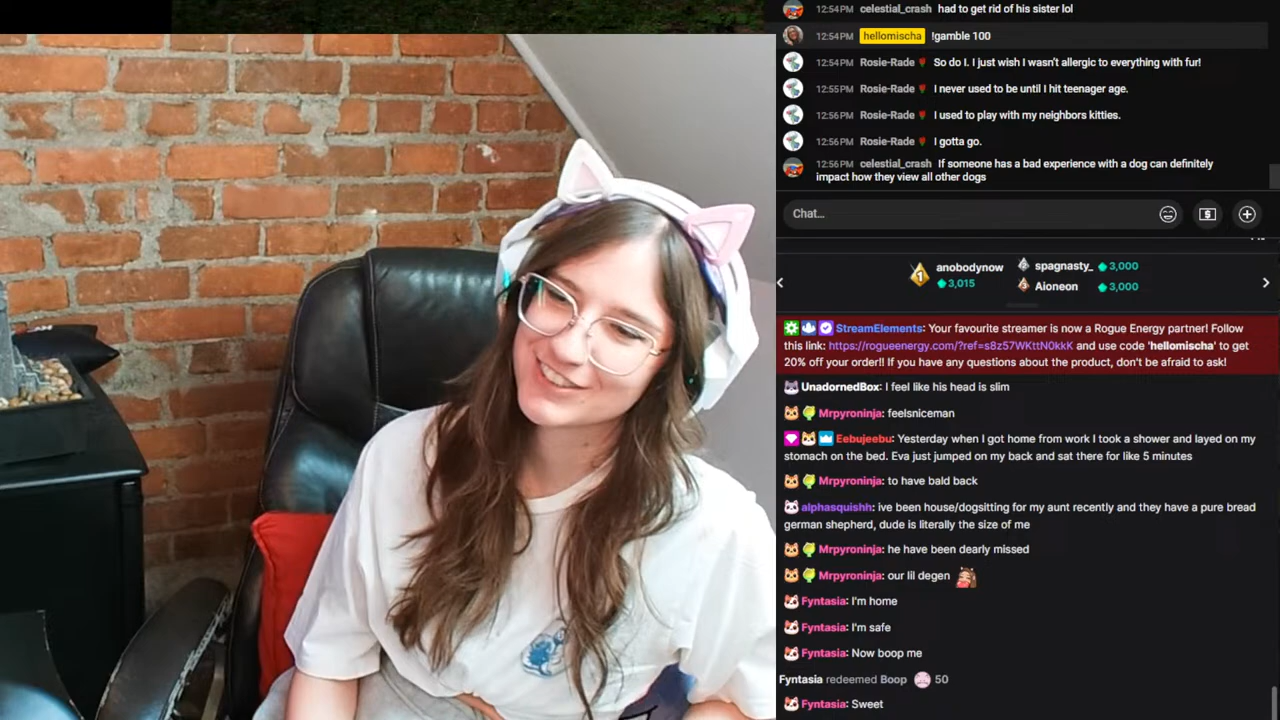 12:54PM celestial_crash had to get rid of his sister lol
12:54PM hellomischa !gamble 100
12:54PM Rosie-Rade So do I. I just wish I wasn't allergic to everything with fur!
12:55PM Rosie-Rade I never used to be until I hit teenager age.
12:56PM Rosie-Rade I used to play with my neighbors kitties.
12:56PM Rosie-Rade I gotta go.
12:56PM celestial_crash If someone has a bad experience with a dog can definitely
impact how they view all other dogs
Chat...
1 anobodynow 3,015
spagnasty_ 3,000
Aioneon 3,000
StreamElements: Your favourite streamer is now a Rogue Energy partner! Follow
this link: https://rogueenergy.com/?ref=s8z57WKttN0kkK and use code 'hellomischa' to get
20% off your order!! If you have any questions about the product, don't be afraid to ask!
UnadornedBox: I feel like his head is slim
Mrpyroninja: feelsniceman
Eebujeebu: Yesterday when I got home from work I took a shower and layed on my
stomach on the bed. Eva just jumped on my back and sat there for like 5 minutes
Mrpyroninja: to have bald back
alphasquishh: ive been house/dogsitting for my aunt recently and they have a pure bread
german shepherd, dude is literally the size of me
Mrpyroninja: he have been dearly missed
Mrpyroninja: our lil degen
Fyntasia: I'm home
Fyntasia: I'm safe
Fyntasia: Now boop me
Fyntasia redeemed Boop 50
Fyntasia: Sweet